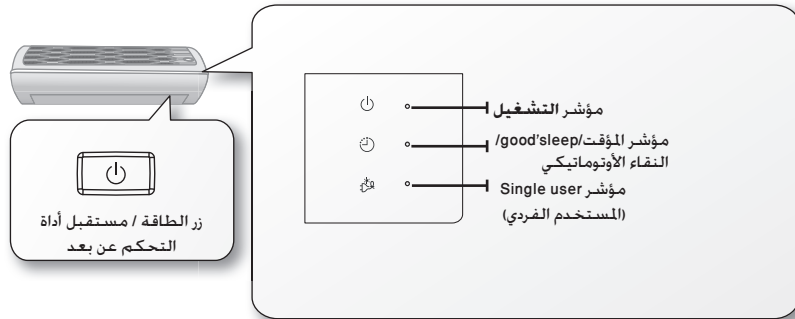 مؤشر التشغيل
مؤشر المؤقت/good'sleep/
النقاء الأوتوماتيكي
مؤشر Single user
(المستخدم الفردي)
زر الطاقة / مستقبل أداة
التحكم عن بعد